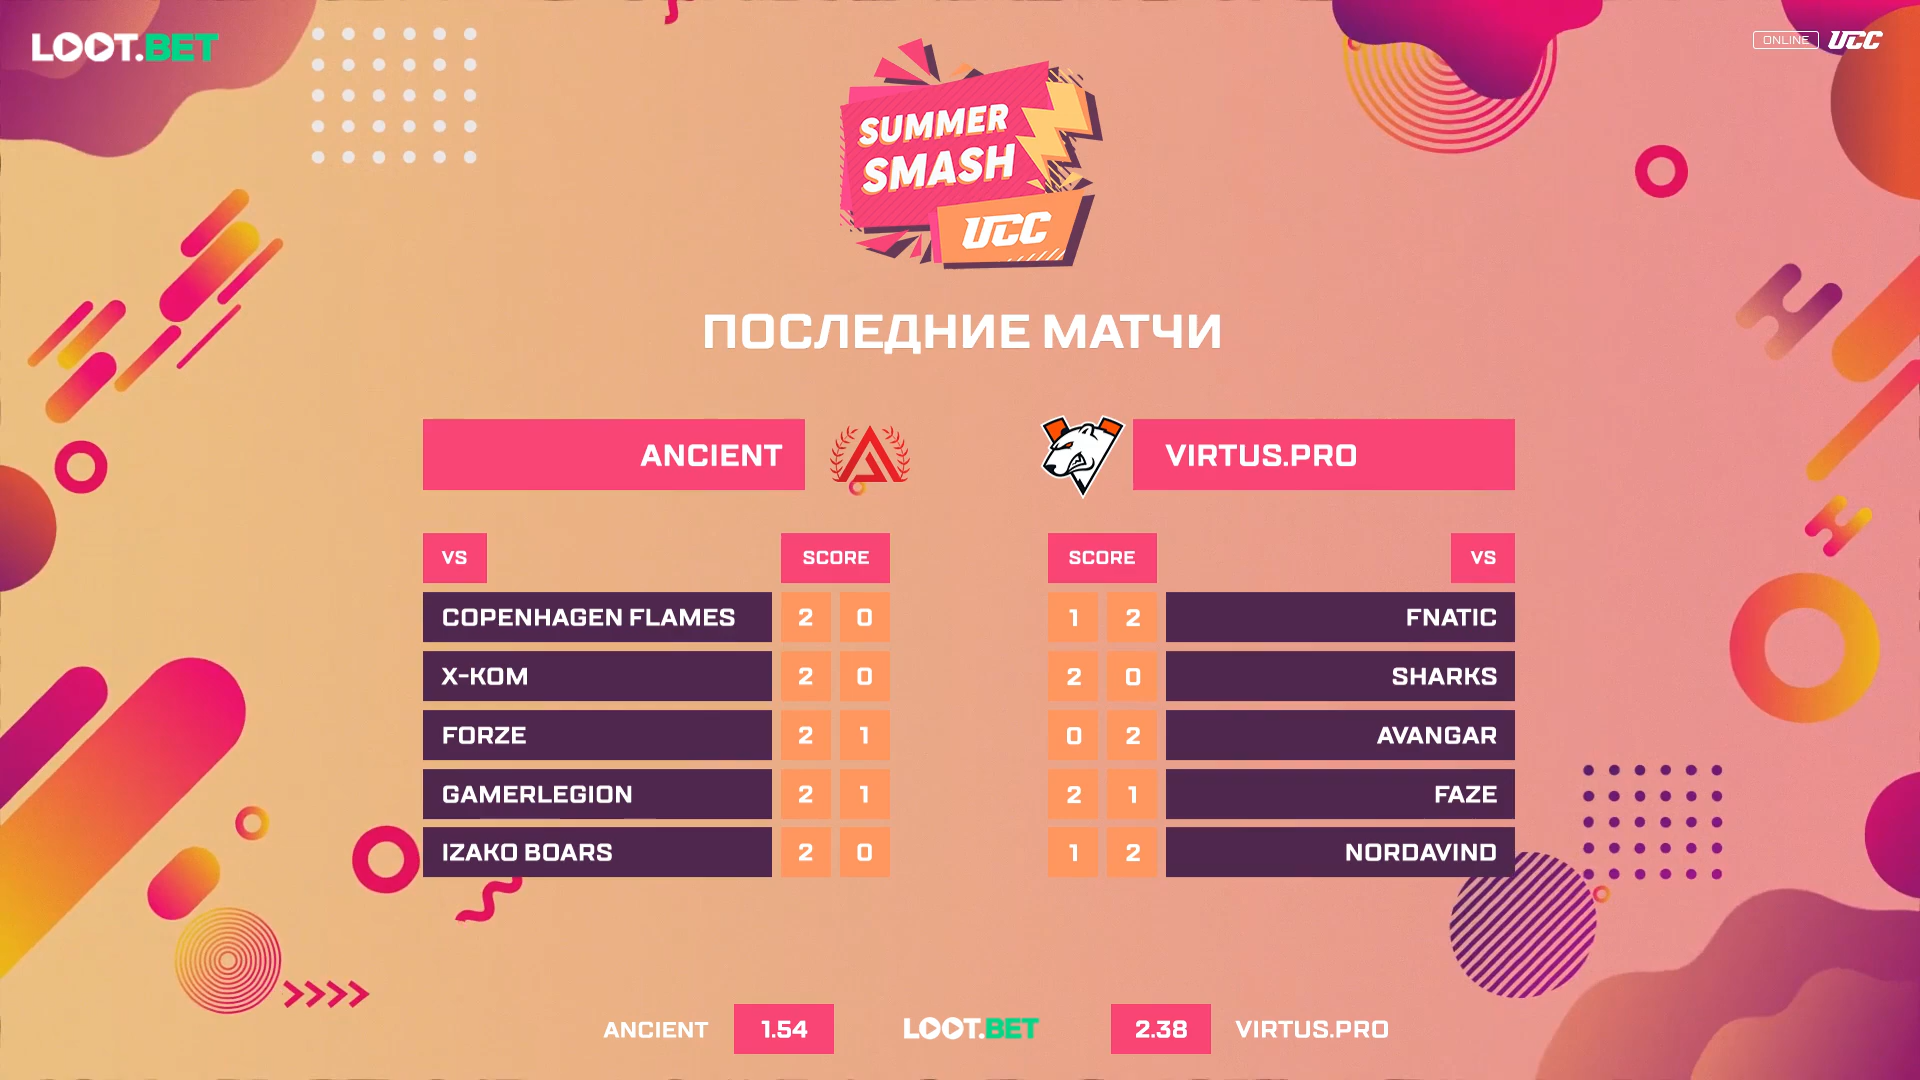 LOOT.BET
ONLINE UCC
SUMMER
SMASH
UCC
ПОСЛЕДНИЕ МАТЧИ
ANCIENT
VIRTUS.PRO
VS SCORE
COPENHAGEN FLAMES 2 0
X-KOM 2 0
FORZE 2 1
GAMERLEGION 2 1
IZAKO BOARS 2 0
SCORE VS
1 2 FNATIC
2 0 SHARKS
0 2 AVANGAR
2 1 FAZE
1 2 NORDAVIND
ANCIENT 1.54 LOOT.BET 2.38 VIRTUS.PRO